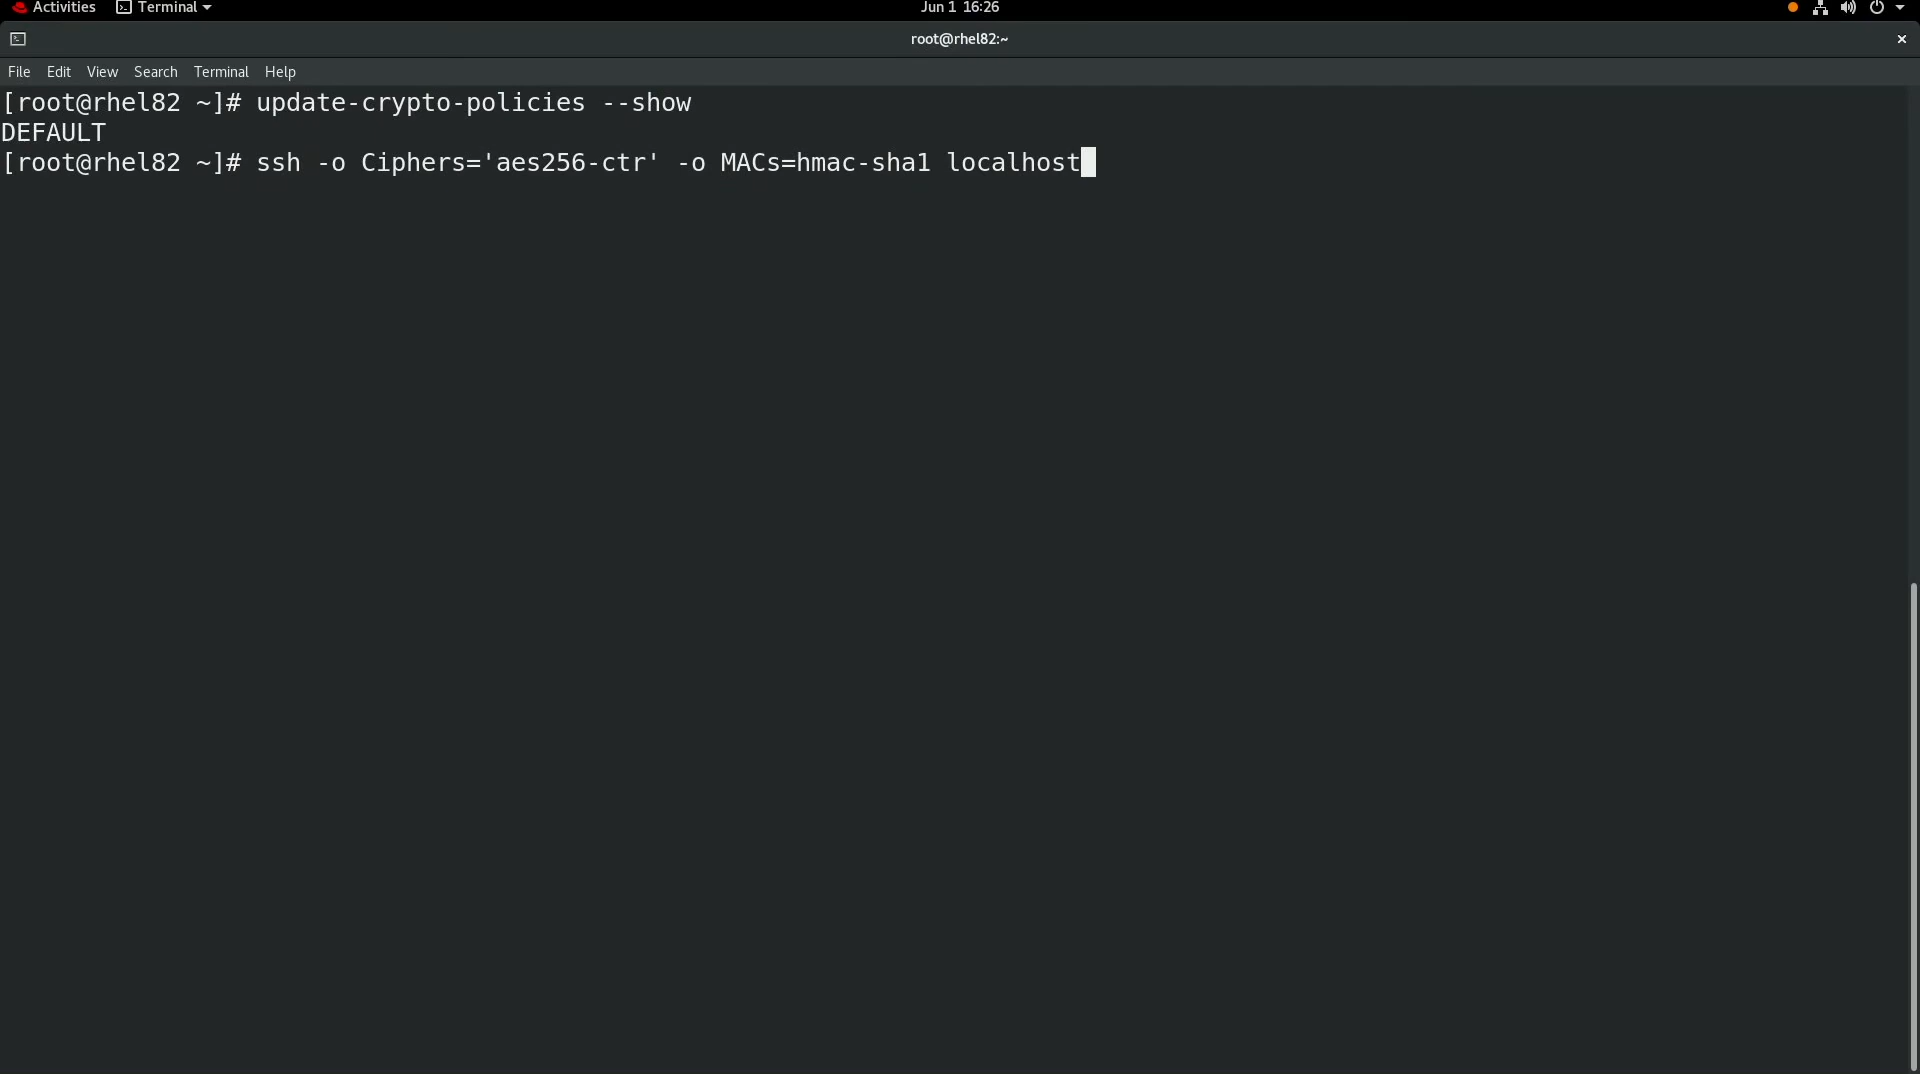 Activities Terminal Jun 1 16:26
root@rhel82:~
File Edit View Search Terminal Help
[root@rhel82 ~]# update-crypto-policies --show
DEFAULT
[root@rhel82 ~]# ssh -o Ciphers='aes256-ctr' -o MACs=hmac-sha1 localhost